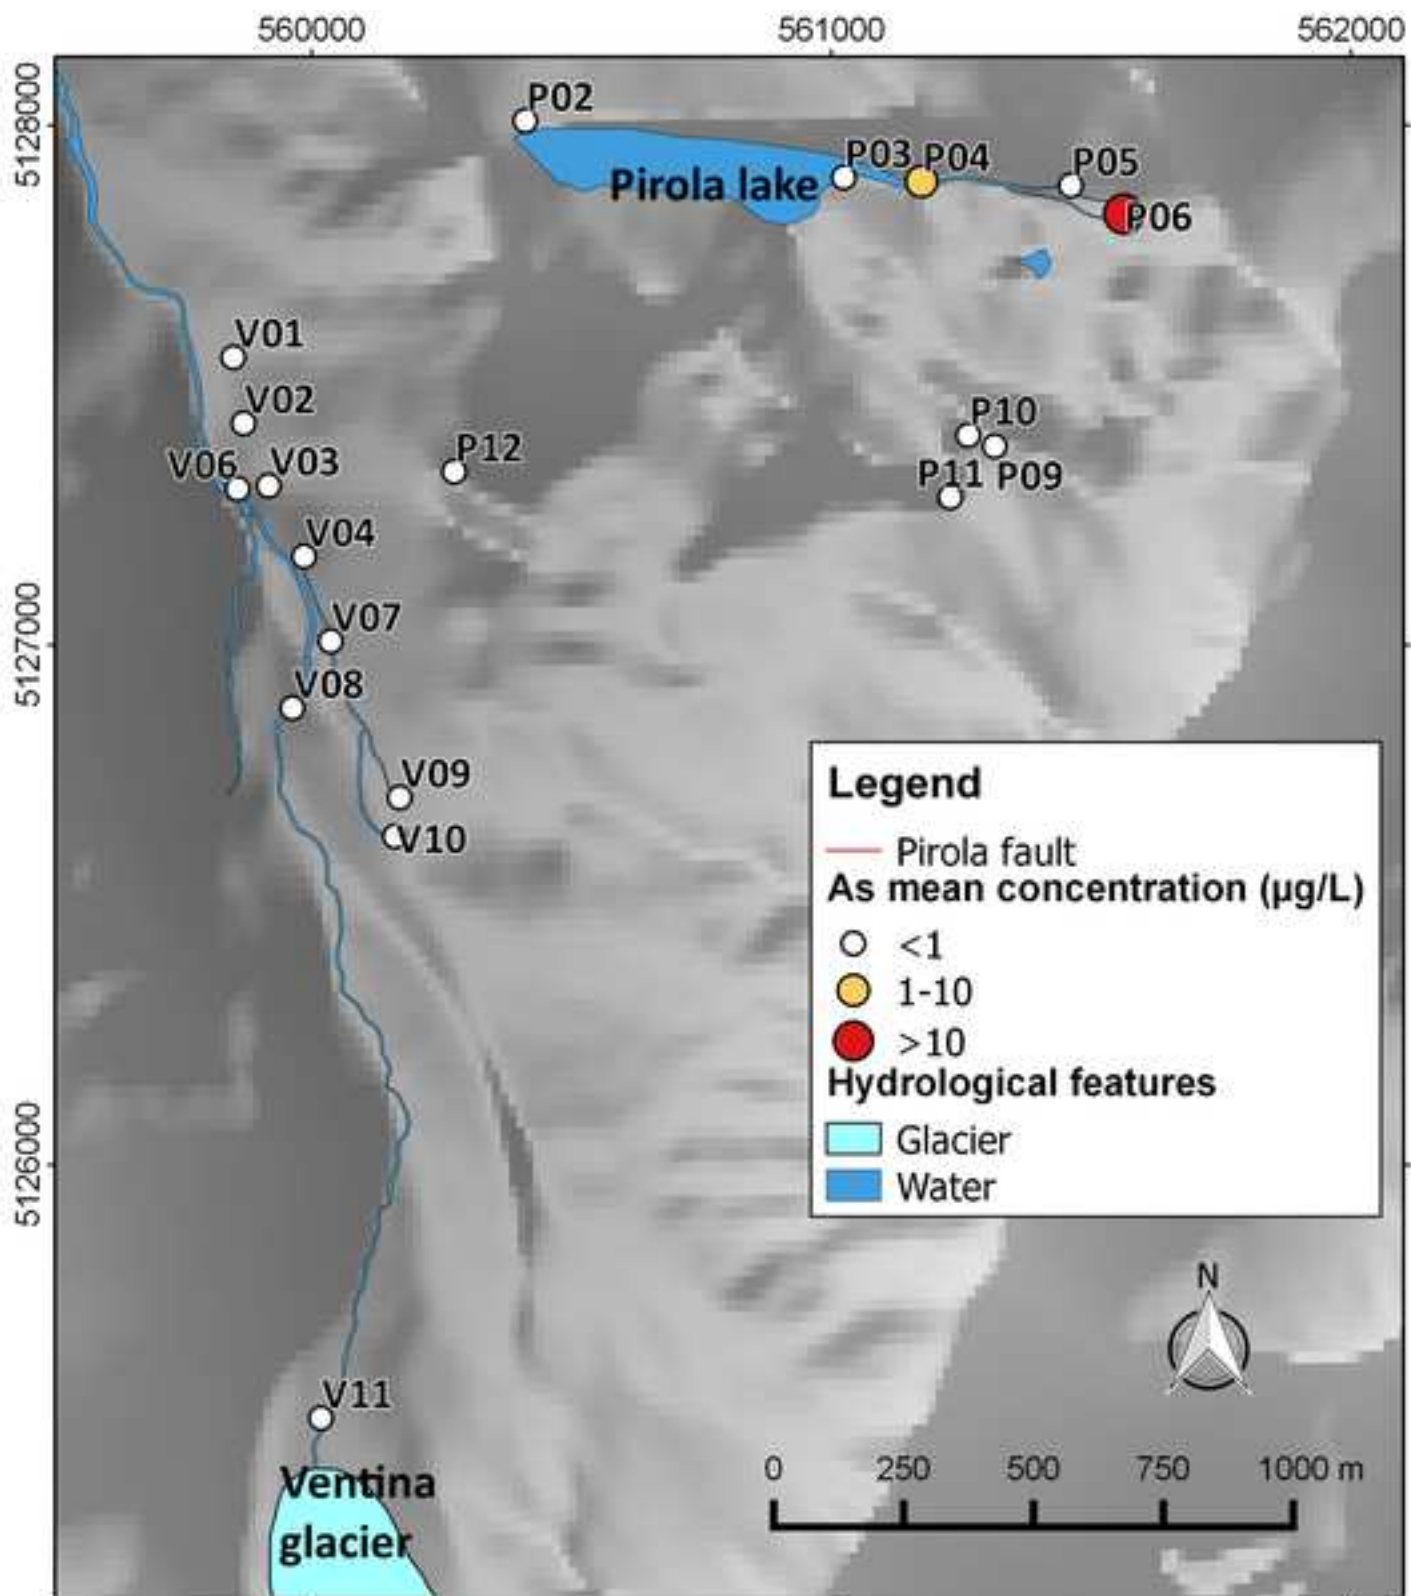 560000
561000
562000
5128000
5127000
5126000
P02
P03
P04
P05
P06
Pirola lake
V01
V02
V03
V06
P12
P10
P11
P09
V04
V07
V08
V09
V10
Legend
Pirola fault
As mean concentration (µg/L)
<1
1-10
>10
Hydrological features
Glacier
Water
N
V11
0 250 500 750 1000 m
Ventina
glacier